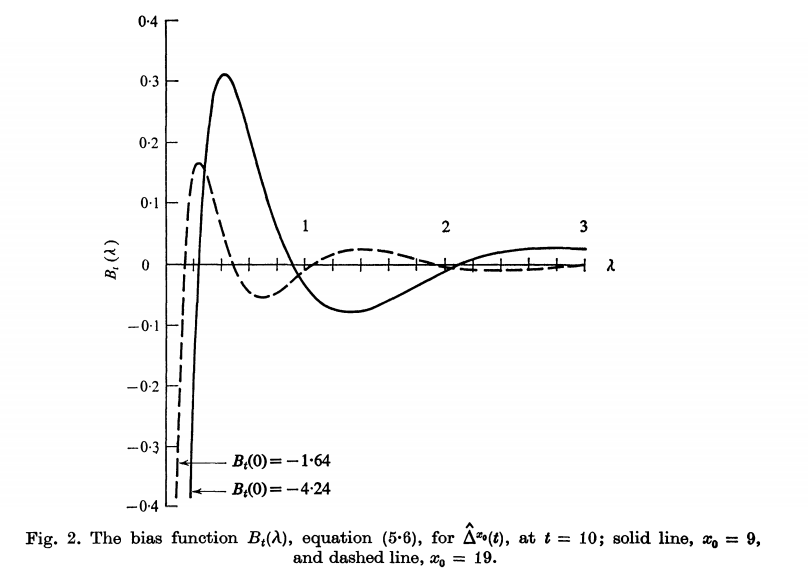 0·4
0·3
0·2
0·1
0
−0·1
−0·2
−0·3
−0·4
B_t(λ)
1
2
3
λ
B_t(0) = −1·64
B_t(0) = −4·24
Fig. 2. The bias function B_t(λ), equation (5·6), for Δ̂^{x_0}(t), at t = 10; solid line, x_0 = 9,
and dashed line, x_0 = 19.